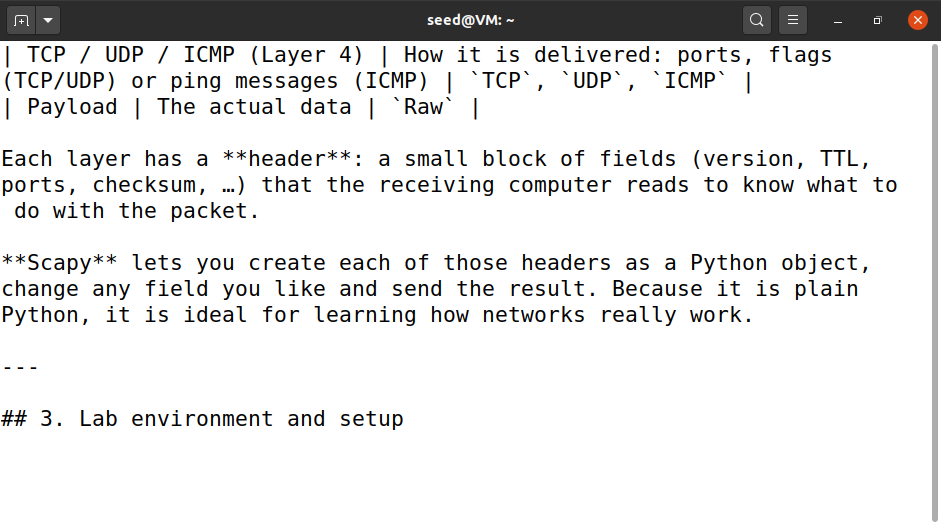 seed@VM: ~
| TCP / UDP / ICMP (Layer 4) | How it is delivered: ports, flags
(TCP/UDP) or ping messages (ICMP) | `TCP`, `UDP`, `ICMP` |
| Payload | The actual data | `Raw` |
Each layer has a **header**: a small block of fields (version, TTL,
ports, checksum, …) that the receiving computer reads to know what to
 do with the packet.
**Scapy** lets you create each of those headers as a Python object,
change any field you like and send the result. Because it is plain
Python, it is ideal for learning how networks really work.
---
## 3. Lab environment and setup